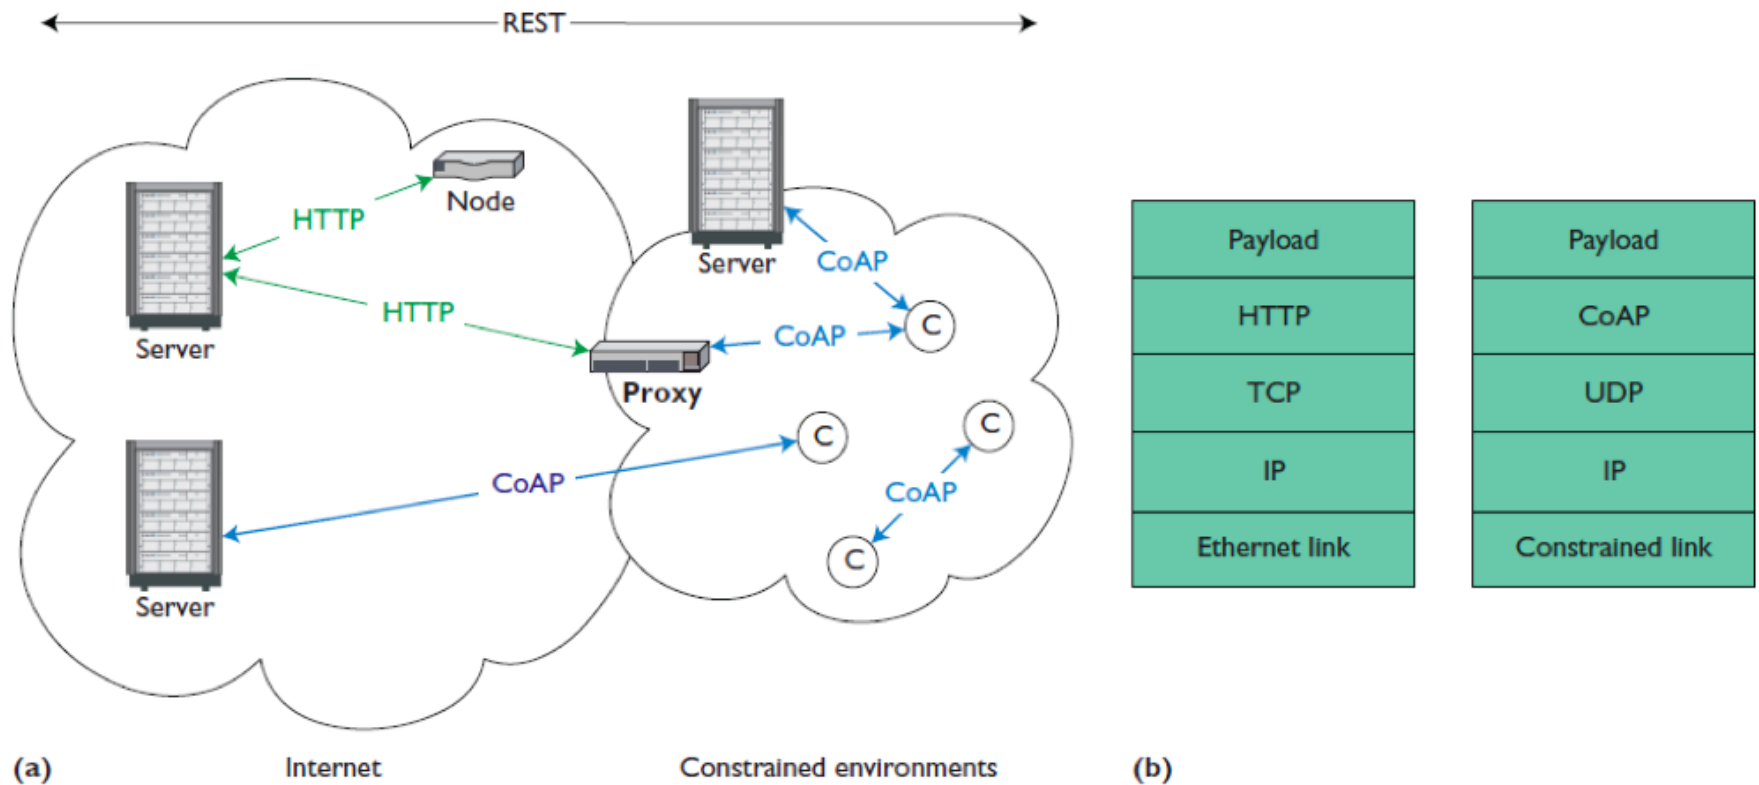 REST
Node
HTTP
Server
CoAP
HTTP
Server
CoAP
C
Proxy
C
C
CoAP
CoAP
C
Server
(a)
Internet
Constrained environments
Payload
HTTP
TCP
IP
Ethernet link
Payload
CoAP
UDP
IP
Constrained link
(b)